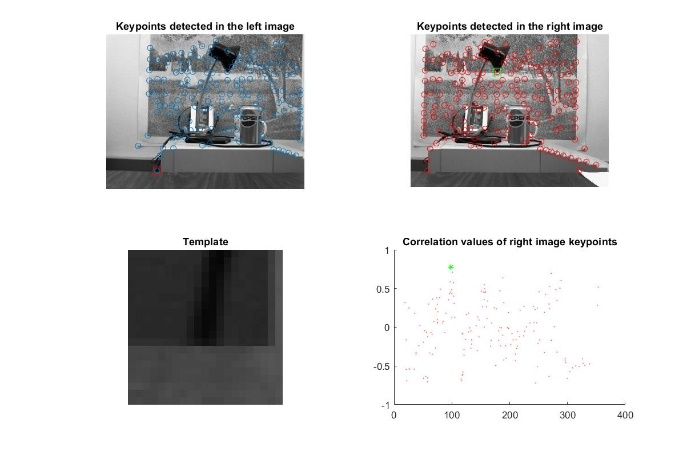 Keypoints detected in the left image
Keypoints detected in the right image
Template
Correlation values of right image keypoints
1
0.5
0
-0.5
-1
0
100
200
300
400